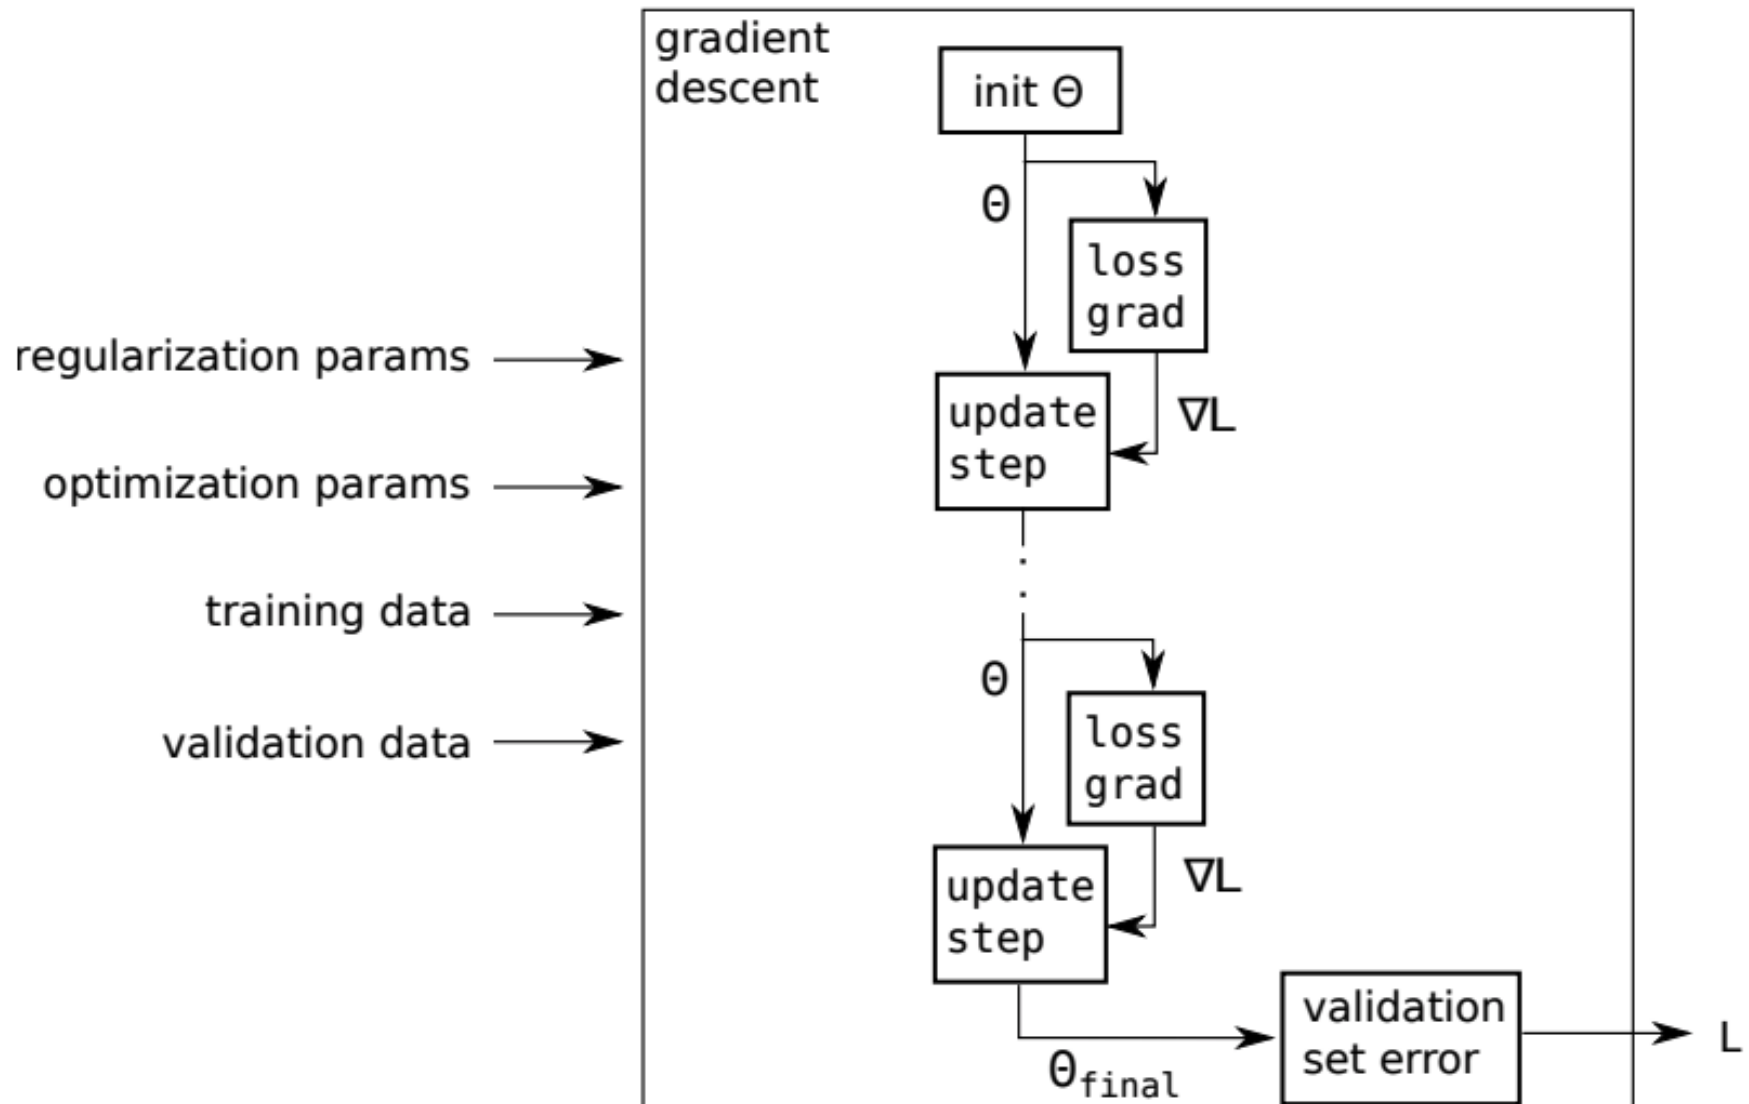 gradient
descent
init Θ
Θ
loss
grad
regularization params
update
step
∇L
optimization params
training data
Θ
validation data
loss
grad
update
step
∇L
validation
set error
L
Θfinal